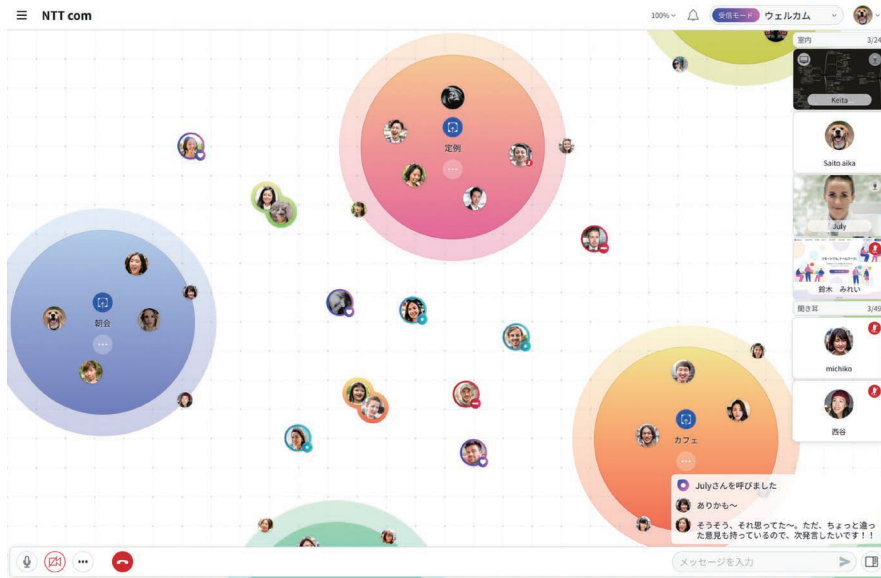 NTT com
100%
受信モード ウェルカム
室内 3/24
Keita
Saito aika
July
鈴木 みれい
聞き耳 3/49
michiko
西谷
定例
朝会
カフェ
Julyさんを呼びました
ありかも〜
そうそう、それ思ってた〜。ただ、ちょっと違っ
た意見も持っているので、次発言したいです！！
メッセージを入力